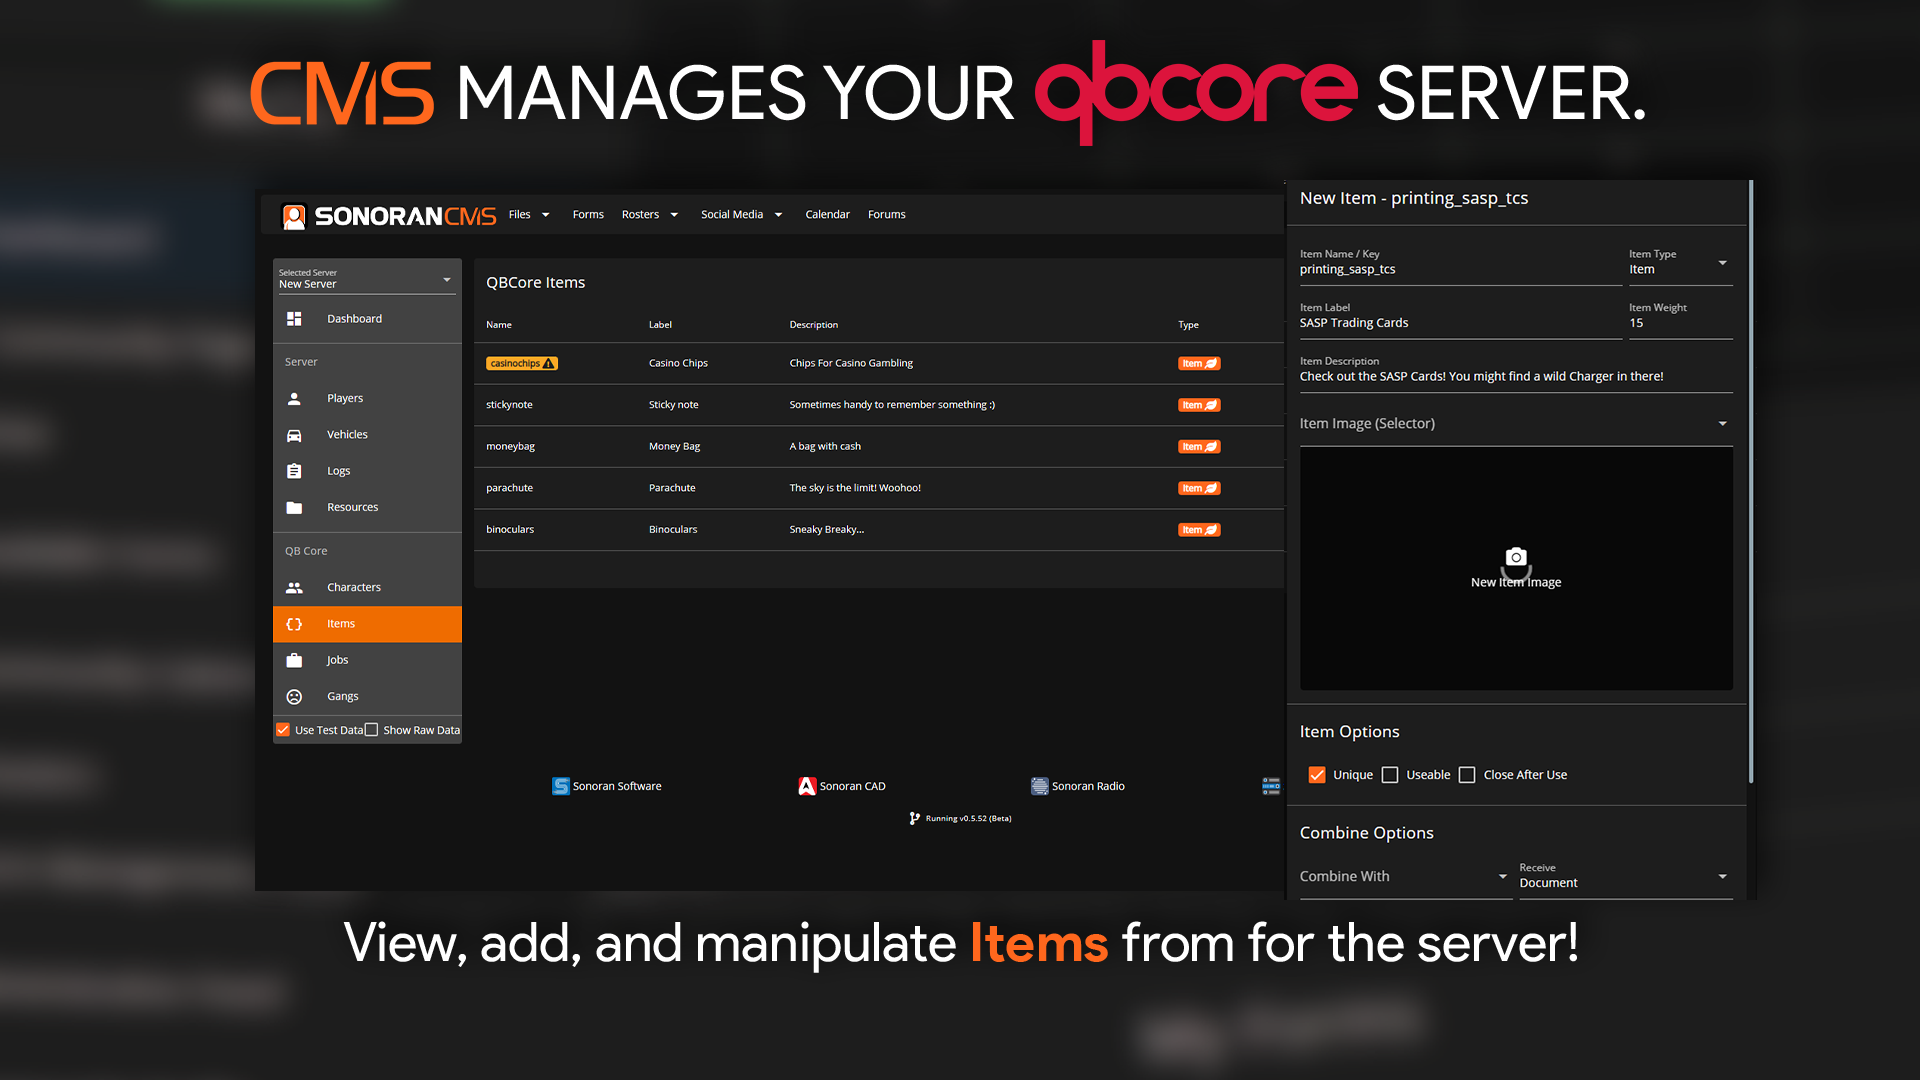 CMS MANAGES YOUR qbcore SERVER.
SONORANCMS
Files
Forms
Rosters
Social Media
Calendar
Forums
Selected Server
New Server
Dashboard
Server
Players
Vehicles
Logs
Resources
QB Core
Characters
Items
Jobs
Gangs
Use Test Data
Show Raw Data
QBCore Items
Name Label Description Type
casinochips Casino Chips Chips For Casino Gambling Item
stickynote Sticky note Sometimes handy to remember something :) Item
moneybag Money Bag A bag with cash Item
parachute Parachute The sky is the limit! Woohoo! Item
binoculars Binoculars Sneaky Breaky... Item
Sonoran Software
Sonoran CAD
Sonoran Radio
Running v0.5.52 (Beta)
New Item - printing_sasp_tcs
Item Name / Key
printing_sasp_tcs
Item Type
Item
Item Label
SASP Trading Cards
Item Weight
15
Item Description
Check out the SASP Cards! You might find a wild Charger in there!
Item Image (Selector)
New Item Image
Item Options
Unique
Useable
Close After Use
Combine Options
Combine With
Receive
Document
View, add, and manipulate Items from for the server!